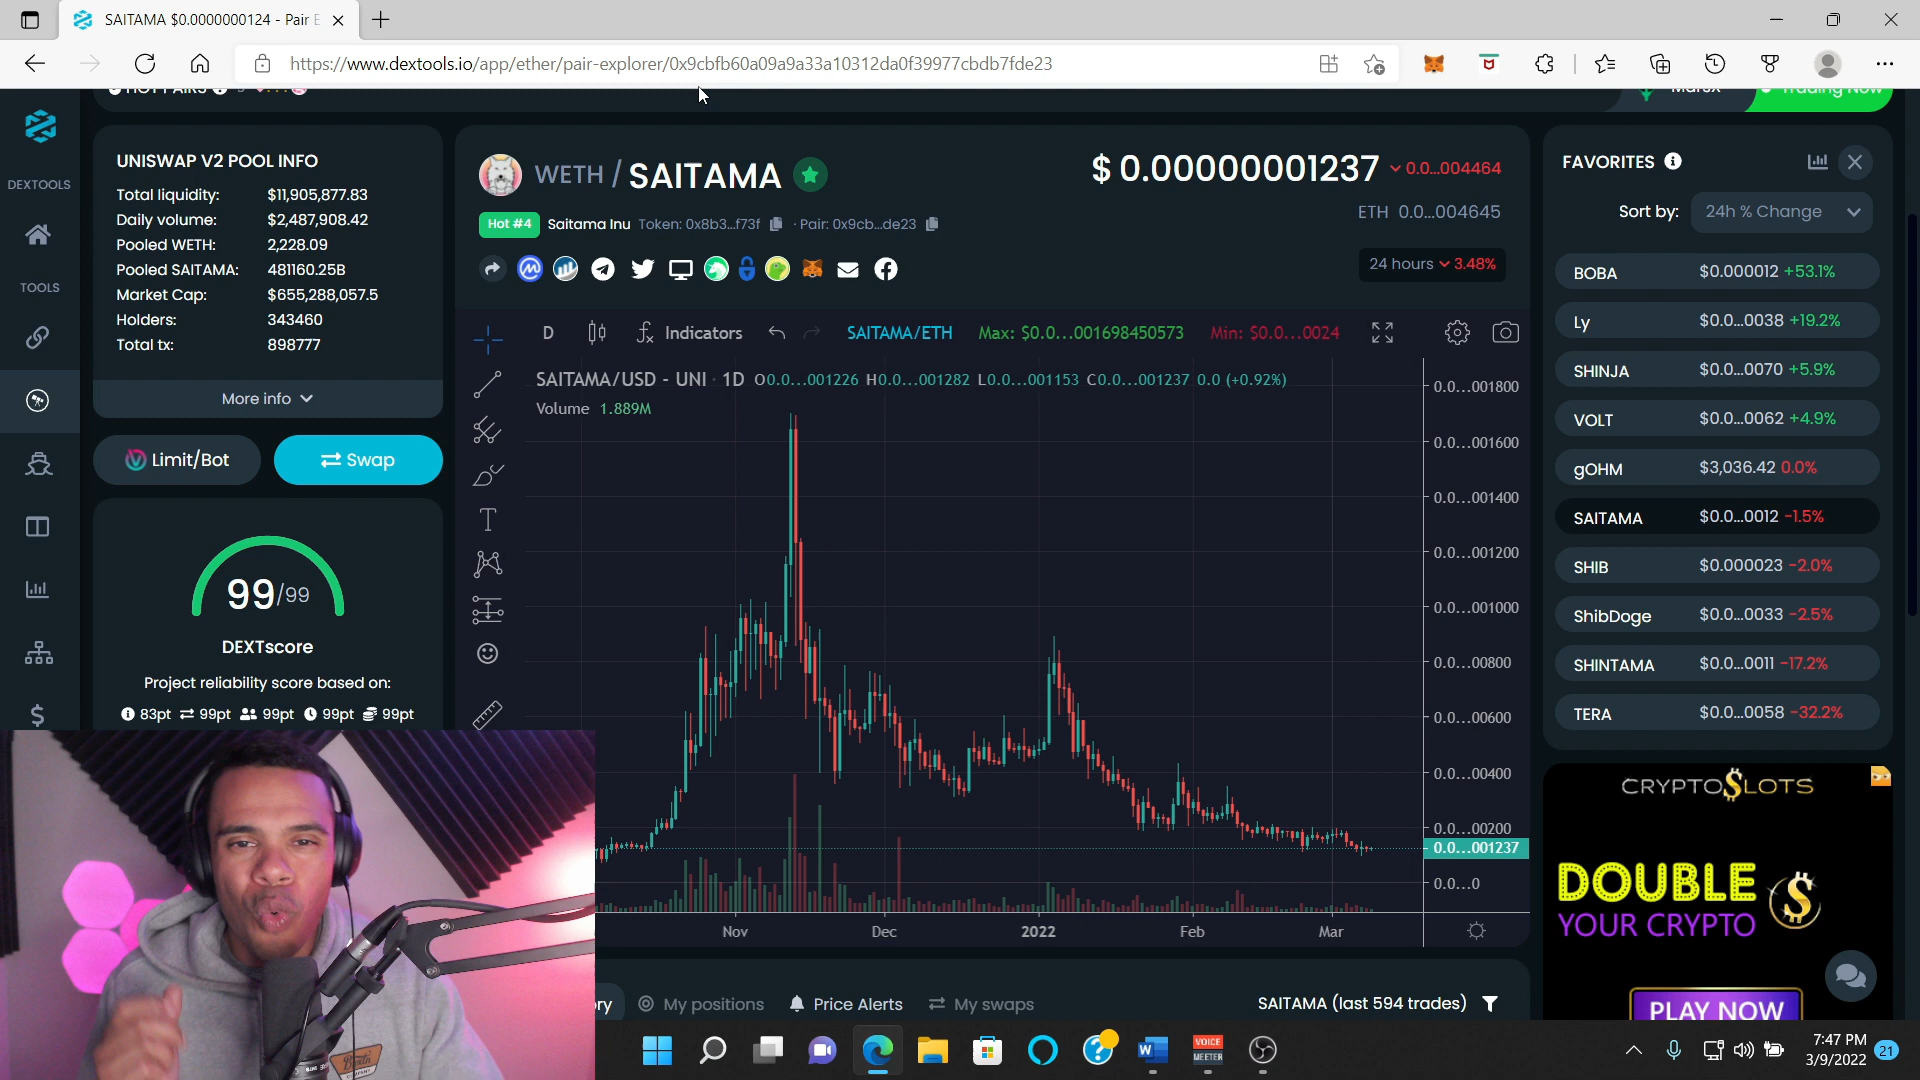 SAITAMA $0.0000000124 - Pair E
https://www.dextools.io/app/ether/pair-explorer/0x9cbfb60a09a9a33a10312da0f39977cbdb7fde23
HOT PAIRS
MarsX
Trading Now
DEXTOOLS
TOOLS
UNISWAP V2 POOL INFO
Total liquidity: $11,905,877.83
Daily volume: $2,487,908.42
Pooled WETH: 2,228.09
Pooled SAITAMA: 481160.25B
Market Cap: $655,288,057.5
Holders: 343460
Total tx: 898777
More info
Limit/Bot
Swap
99/99
DEXTscore
Project reliability score based on:
83pt 99pt 99pt 99pt 99pt
WETH / SAITAMA
$ 0.00000001237 0.0...004464
ETH 0.0...004645
Hot #4 Saitama Inu Token: 0x8b3...f73f · Pair: 0x9cb...de23
24 hours 3.48%
D Indicators SAITAMA/ETH Max: $0.0...001698450573 Min: $0.0...0024
SAITAMA/USD - UNI · 1D O0.0...001226 H0.0...001282 L0.0...001153 C0.0...001237 0.0 (+0.92%)
Volume 1.889M
0.0...001800
0.0...001600
0.0...001400
0.0...001200
0.0...001000
0.0...00800
0.0...00600
0.0...00400
0.0...00200
0.0...001237
0.0...0
Nov Dec 2022 Feb Mar
ory My positions Price Alerts My swaps SAITAMA (last 594 trades)
FAVORITES
Sort by: 24h % Change
BOBA $0.000012 +53.1%
Ly $0.0...0038 +19.2%
SHINJA $0.0...0070 +5.9%
VOLT $0.0...0062 +4.9%
gOHM $3,036.42 0.0%
SAITAMA $0.0...0012 -1.5%
SHIB $0.000023 -2.0%
ShibDoge $0.0...0033 -2.5%
SHINTAMA $0.0...0011 -17.2%
TERA $0.0...0058 -32.2%
CRYPTO$LOTS
DOUBLE
YOUR CRYPTO
PLAY NOW
VOICE
MEETER
7:47 PM
3/9/2022
21